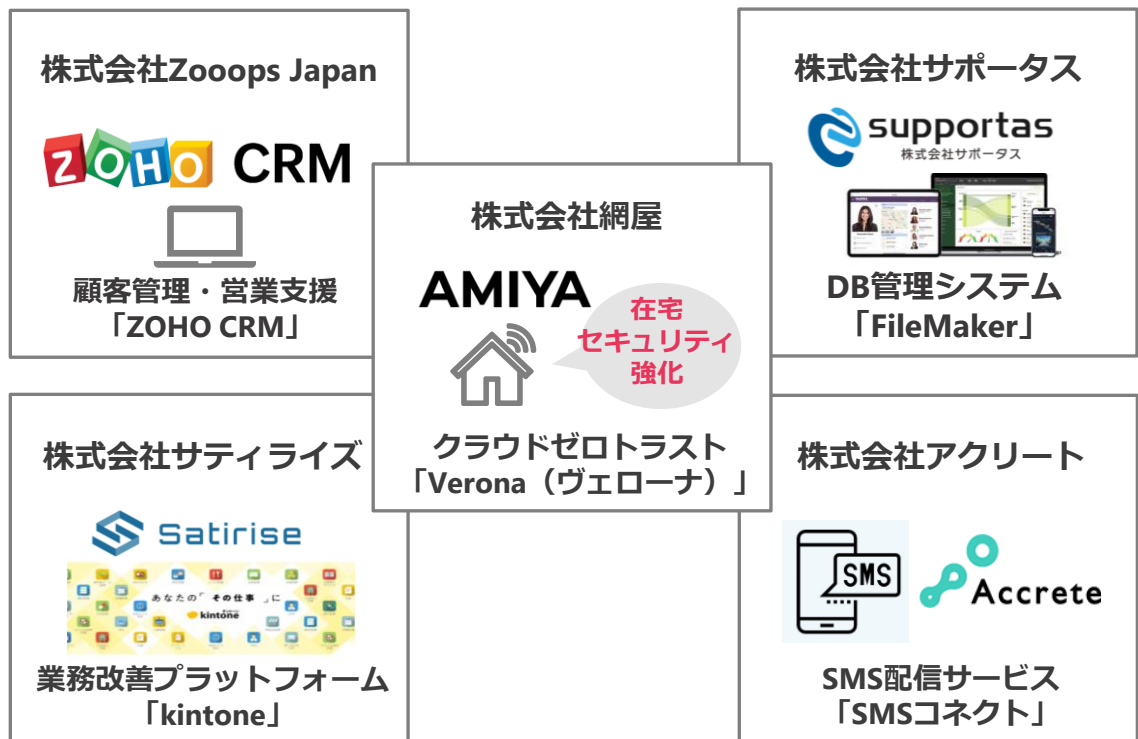 株式会社Zooops Japan
ZOHO CRM
顧客管理・営業支援
「ZOHO CRM」
株式会社サポータス
supportas
株式会社サポータス
DB管理システム
「FileMaker」
株式会社網屋
AMIYA
在宅
セキュリティ
強化
クラウドゼロトラスト
「Verona（ヴェローナ）」
株式会社サティライズ
Satirise
あなたの「 その仕事 」に
kintone
業務改善プラットフォーム
「kintone」
株式会社アクリート
SMS
Accrete
SMS配信サービス
「SMSコネクト」